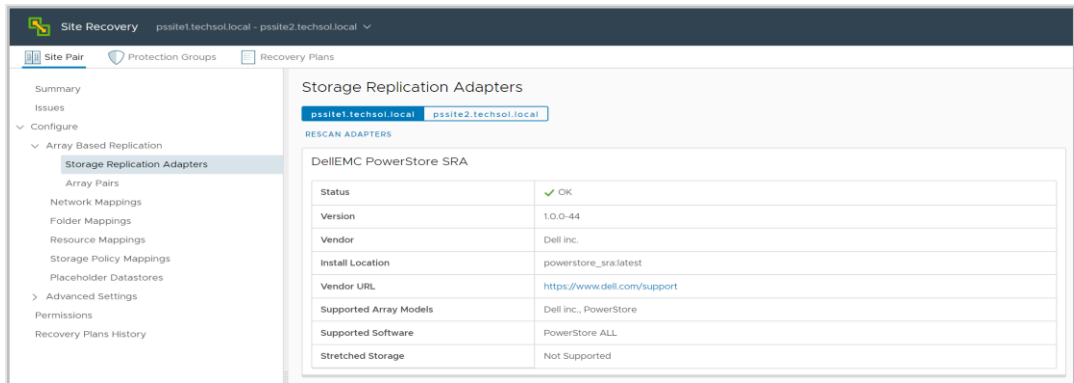 Site Recovery pssite1.techsol.local - pssite2.techsol.local
Site Pair Protection Groups Recovery Plans
Summary
Issues
Configure
Array Based Replication
Storage Replication Adapters
Array Pairs
Network Mappings
Folder Mappings
Resource Mappings
Storage Policy Mappings
Placeholder Datastores
Advanced Settings
Permissions
Recovery Plans History
Storage Replication Adapters
pssite1.techsol.local pssite2.techsol.local
RESCAN ADAPTERS
DellEMC PowerStore SRA
Status OK
Version 1.0.0-44
Vendor Dell inc.
Install Location powerstore_sra:latest
Vendor URL https://www.dell.com/support
Supported Array Models Dell inc., PowerStore
Supported Software PowerStore ALL
Stretched Storage Not Supported